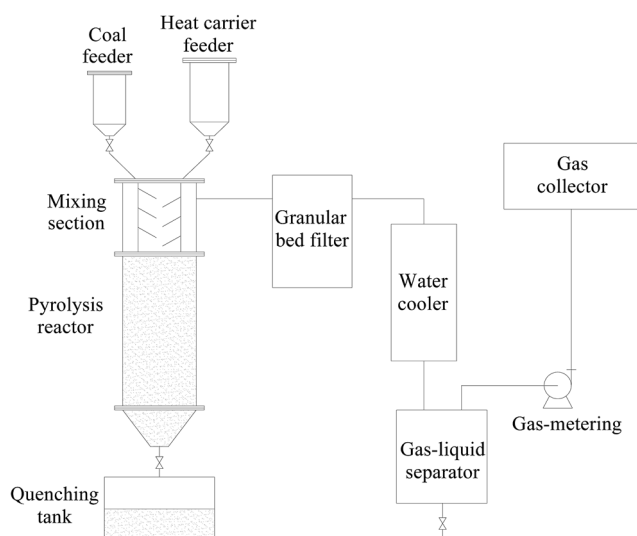 Coal
feeder
Heat carrier
feeder
Mixing
section
Granular
bed filter
Gas
collector
Water
cooler
Pyrolysis
reactor
Gas-metering
Gas-liquid
separator
Quenching
tank